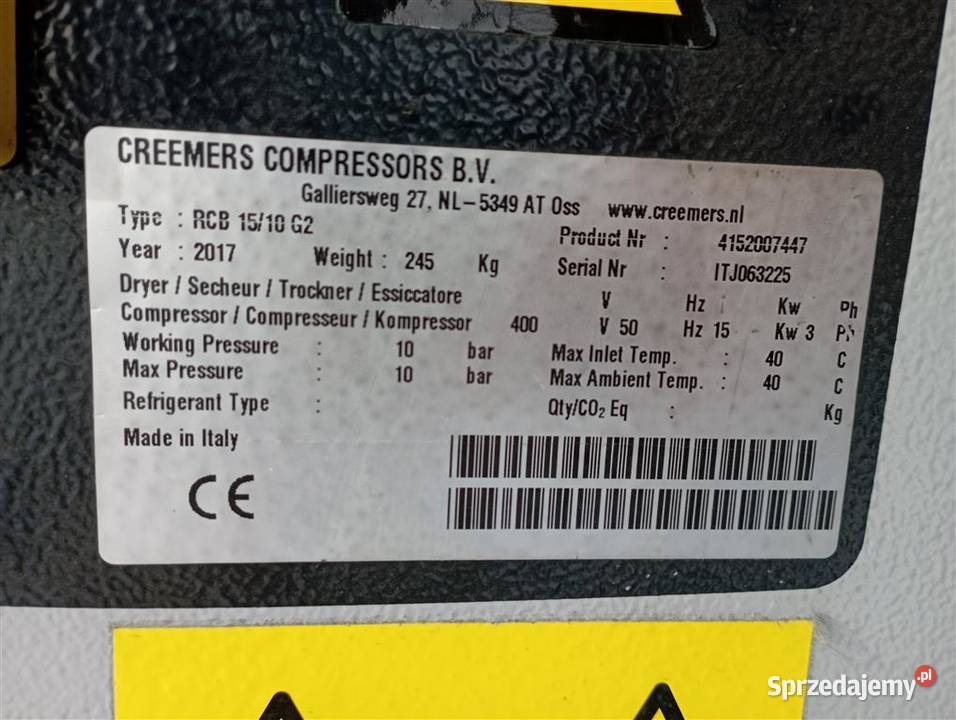 CREEMERS COMPRESSORS B.V.
Galliersweg 27, NL-5349 AT Oss www.creemers.nl
Type : RCB 15/10 G2 Product Nr : 4152007447
Year : 2017 Weight : 245 Kg Serial Nr : ITJ063225
Dryer / Secheur / Trockner / Essiccatore V Hz Kw Ph
Compressor / Compresseur / Kompressor 400 V 50 Hz 15 Kw 3 Ph
Working Pressure : 10 bar Max Inlet Temp. : 40 C
Max Pressure : 10 bar Max Ambient Temp. : 40 C
Refrigerant Type : Qty/CO₂ Eq : Kg
Made in Italy
CE
Sprzedajemy.pl